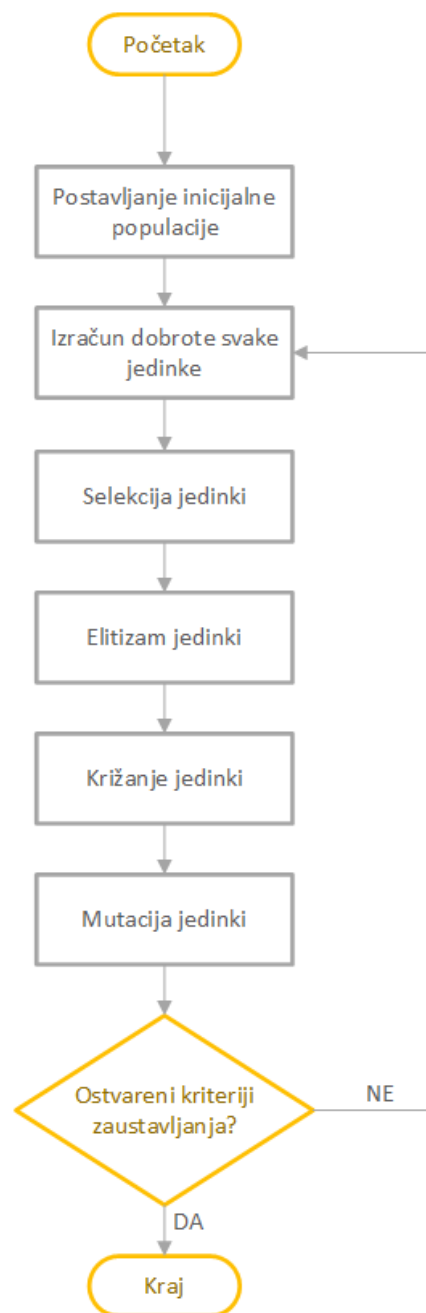 Početak
Postavljanje inicijalne
populacije
Izračun dobrote svake
jedinke
Selekcija jedinki
Elitizam jedinki
Križanje jedinki
Mutacija jedinki
Ostvareni kriteriji
zaustavljanja?
NE
DA
Kraj